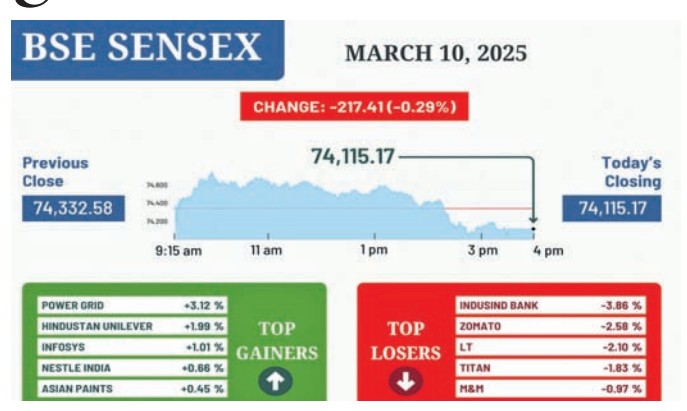 BSE SENSEX
MARCH 10, 2025
CHANGE: -217.41(-0.29%)
74,115.17
Previous
Close
74,332.58
Today's
Closing
74,115.17
74,600
74,400
74,200
9:15 am 11 am 1 pm 3 pm 4 pm
POWER GRID +3.12 %
HINDUSTAN UNILEVER +1.99 %
INFOSYS +1.01 %
NESTLE INDIA +0.66 %
ASIAN PAINTS +0.45 %
TOP
GAINERS
TOP
LOSERS
INDUSIND BANK -3.86 %
ZOMATO -2.58 %
LT -2.10 %
TITAN -1.83 %
M&M -0.97 %